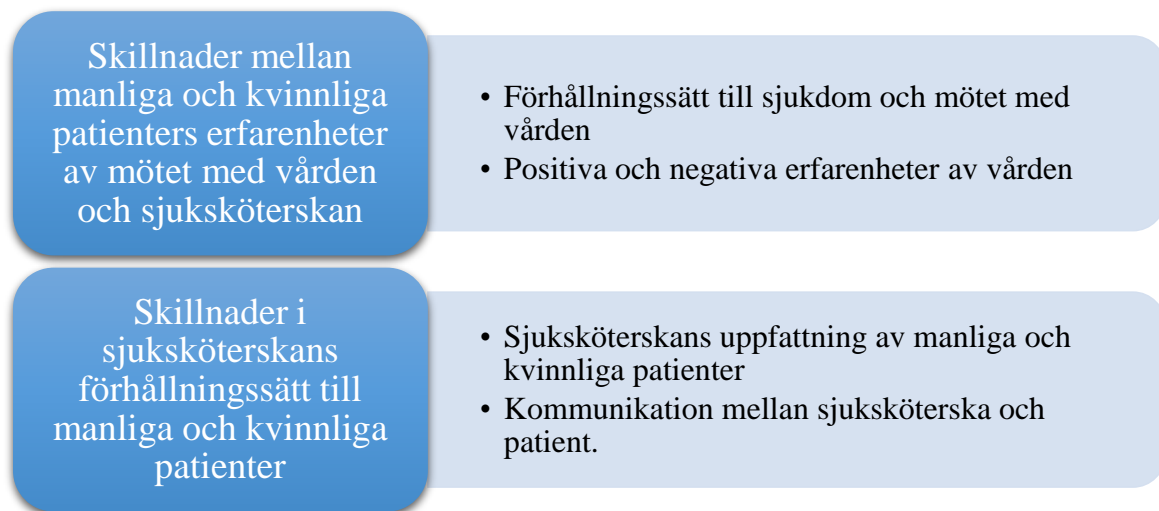 Skillnader mellan
manliga och kvinnliga
patienters erfarenheter
av mötet med vården
och sjuksköterskan
• Förhållningssätt till sjukdom och mötet med
vården
• Positiva och negativa erfarenheter av vården
Skillnader i
sjuksköterskans
förhållningssätt till
manliga och kvinnliga
patienter
• Sjuksköterskans uppfattning av manliga och
kvinnliga patienter
• Kommunikation mellan sjuksköterska och
patient.